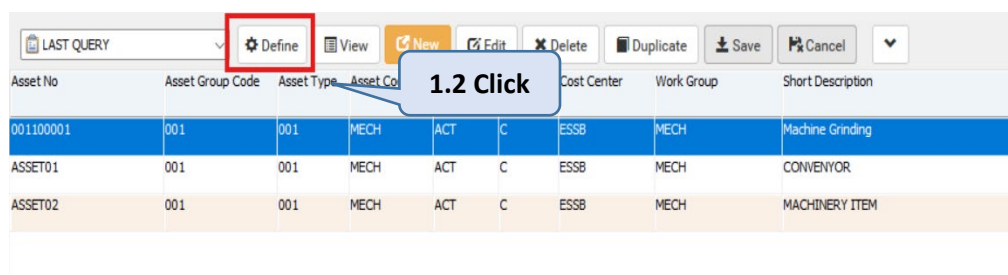 LAST QUERY Define View New Edit Delete Duplicate Save Cancel
Asset No Asset Group Code Asset Type Asset Co Cost Center Work Group Short Description
1.2 Click
001100001 001 001 MECH ACT C ESSB MECH Machine Grinding
ASSET01 001 001 MECH ACT C ESSB MECH CONVENYOR
ASSET02 001 001 MECH ACT C ESSB MECH MACHINERY ITEM